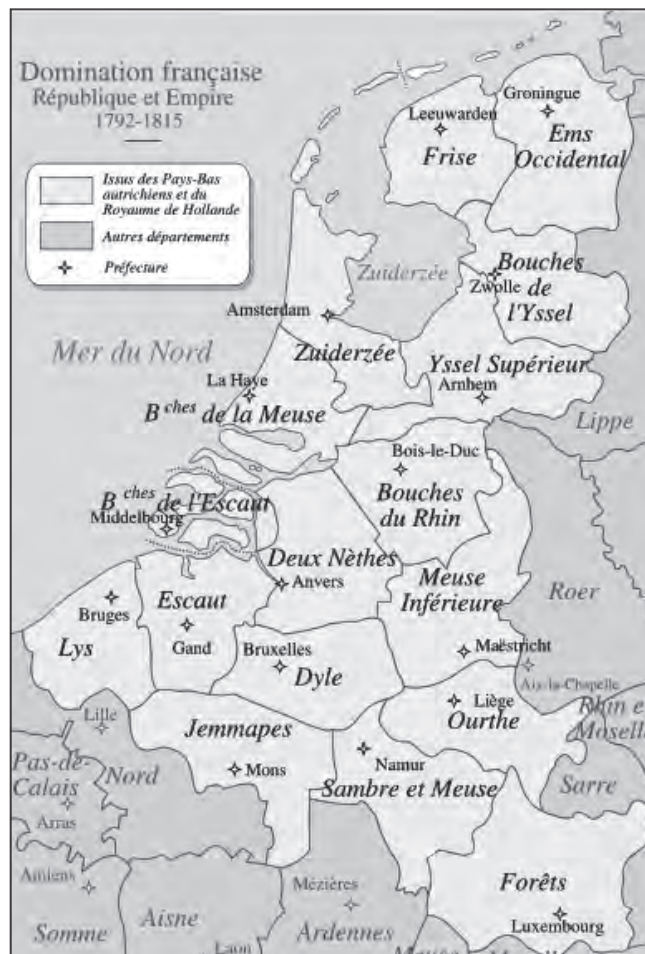 Domination française
République et Empire
1792-1815
Issus des Pays-Bas
autrichiens et du
Royaume de Hollande
Autres départements
Préfecture
Groningue
Leeuwarden
Ems
Occidental
Frise
Zuiderzée
Bouches
de
l'Yssel
Zwolle
Amsterdam
Mer du Nord
Zuiderzée
Yssel Supérieur
Arnhem
La Haye
Bches de la Meuse
Lippe
Bois-le-Duc
Bouches
du Rhin
Bches de l'Escaut
Middelbourg
Deux Nèthes
Anvers
Meuse
Inférieure
Roer
Bruges
Escaut
Gand
Lys
Bruxelles
Dyle
Maëstricht
Aix-la-Chapelle
Lille
Jemmapes
Liège
Ourthe
Rhin e
Mosell
Pas-de-
Calais
Nord
Mons
Namur
Sambre et Meuse
Sarre
Arras
Amiens
Mézières
Forêts
Somme
Aisne
Laon
Ardennes
Luxembourg